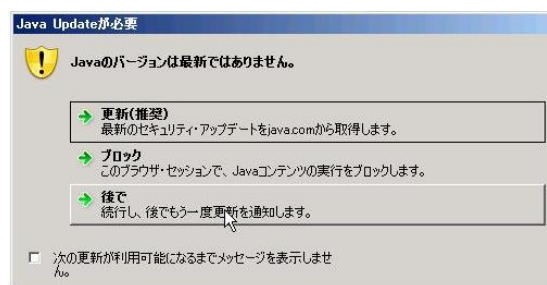 Java Updateが必要
Javaのバージョンは最新ではありません。
更新(推奨)
最新のセキュリティ・アップデートをjava.comから取得します。
ブロック
このブラウザ・セッションで、Javaコンテンツの実行をブロックします。
後で
続行し、後でもう一度更新を通知します。
次の更新が利用可能になるまでメッセージを表示しませ
ん。